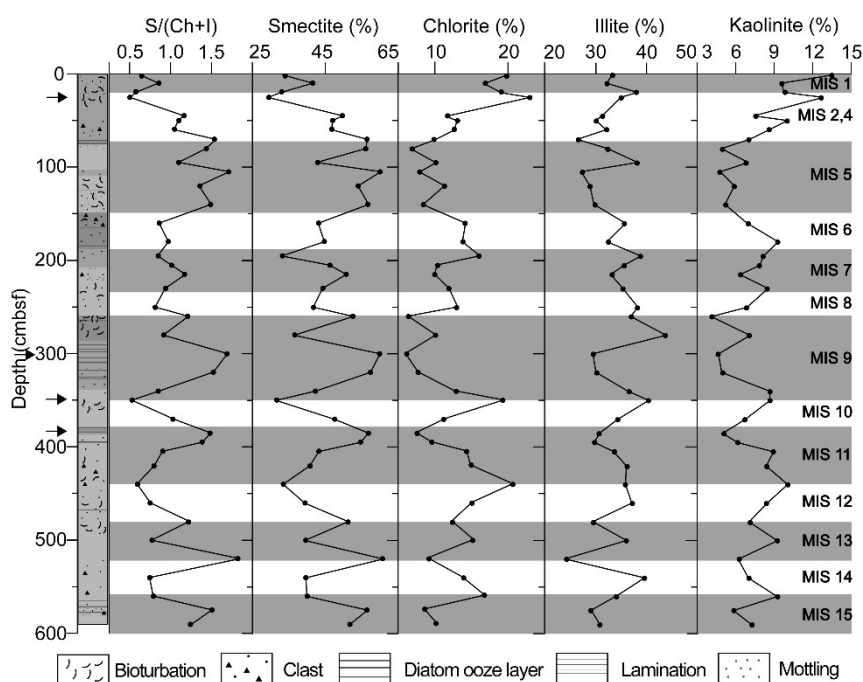 S/(Ch+I) Smectite (%) Chlorite (%) Illite (%) Kaolinite (%)
0.5 1.0 1.5 25 45 65 5 10 20 20 30 40 50 3 6 9 12 15
0
100
200
300
400
500
600
Depth (cmbsf)
MIS 1
MIS 2,4
MIS 5
MIS 6
MIS 7
MIS 8
MIS 9
MIS 10
MIS 11
MIS 12
MIS 13
MIS 14
MIS 15
Bioturbation Clast Diatom ooze layer Lamination Mottling